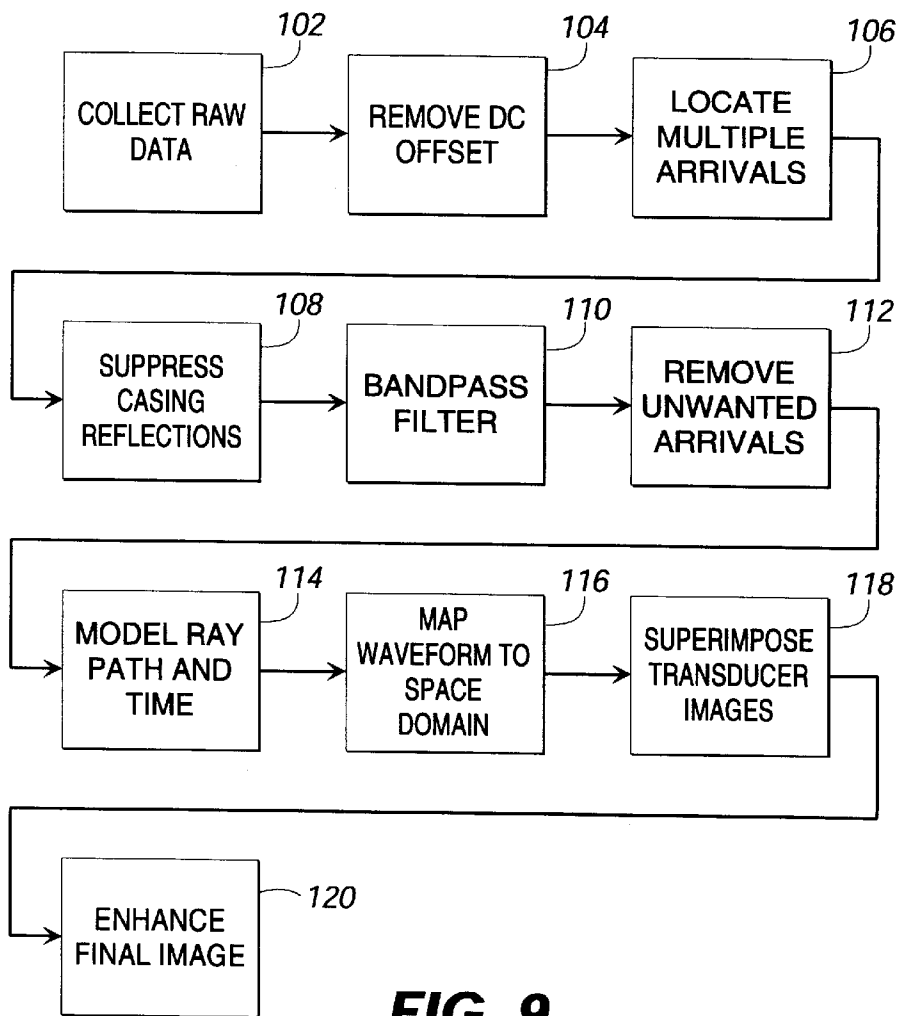 102
COLLECT RAW
DATA
104
REMOVE DC
OFFSET
106
LOCATE
MULTIPLE
ARRIVALS
108
SUPPRESS
CASING
REFLECTIONS
110
BANDPASS
FILTER
112
REMOVE
UNWANTED
ARRIVALS
114
MODEL RAY
PATH AND
TIME
116
MAP
WAVEFORM TO
SPACE
DOMAIN
118
SUPERIMPOSE
TRANSDUCER
IMAGES
120
ENHANCE
FINAL IMAGE
FIG. 9